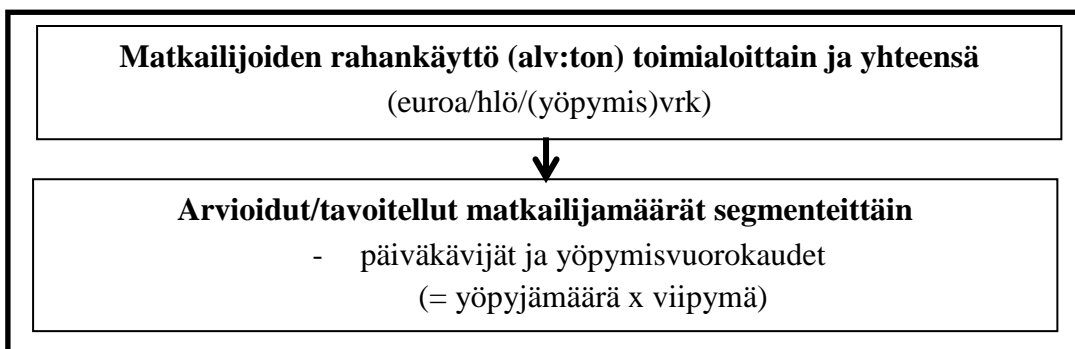 Matkailijoiden rahankäyttö (alv:ton) toimialoittain ja yhteensä
(euroa/hlö/(yöpymis)vrk)
Arvioidut/tavoitellut matkailijamäärät segmenteittäin
- päiväkävijät ja yöpymisvuorokaudet
(= yöpyjämäärä x viipymä)